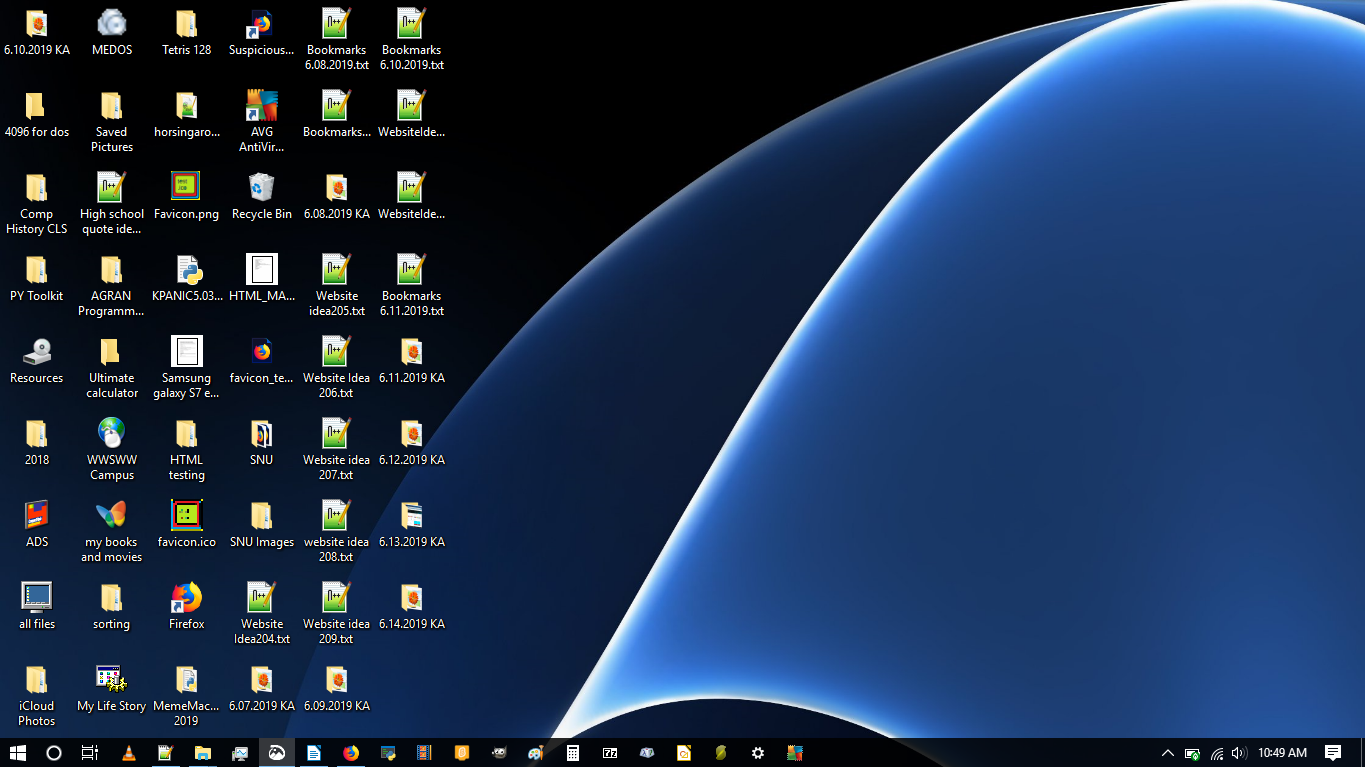 6.10.2019 KA
MEDOS
Tetris 128
Suspicious...
Bookmarks
6.08.2019.txt
Bookmarks
6.10.2019.txt
4096 for dos
Saved
Pictures
horsingaro...
AVG
AntiVir...
Bookmarks...
WebsiteIde...
Comp
History CLS
High school
quote ide...
Favicon.png
Recycle Bin
6.08.2019 KA
WebsiteIde...
PY Toolkit
AGRAN
Programm...
KPANIC5.03...
HTML_MA...
Website
idea205.txt
Bookmarks
6.11.2019.txt
Resources
Ultimate
calculator
Samsung
galaxy S7 e...
favicon_te...
Website Idea
206.txt
6.11.2019 KA
2018
WWSWW
Campus
HTML
testing
SNU
Website idea
207.txt
6.12.2019 KA
ADS
my books
and movies
favicon.ico
SNU Images
website idea
208.txt
6.13.2019 KA
all files
sorting
Firefox
Website
Idea204.txt
Website idea
209.txt
6.14.2019 KA
iCloud
Photos
My Life Story
MemeMac...
2019
6.07.2019 KA
6.09.2019 KA
10:49 AM